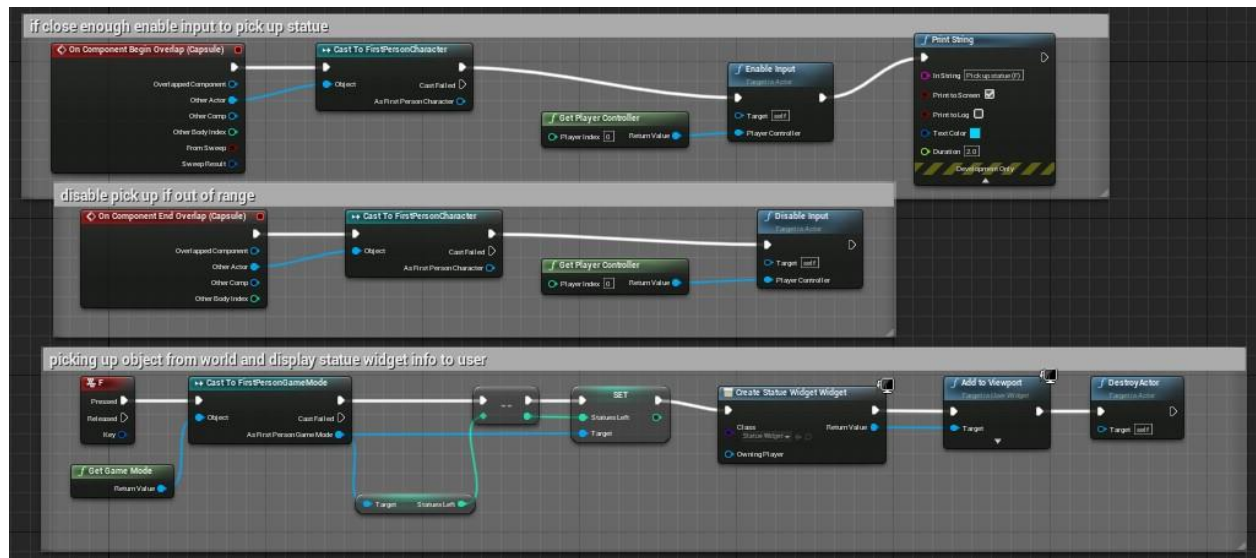 if close enough enable input to pick up statue
On Component Begin Overlap (Capsule)
Overlapped Component
Other Actor
Other Comp
Other Body Index
From Sweep
Sweep Result
Cast To FirstPersonCharacter
Object
Cast Failed
As First Person Character
Get Player Controller
Player Index 0 Return Value
Enable Input
Target is Actor
Target self
Player Controller
Print String
In String Pick up statue (F)
Print to Screen
Print to Log
Text Color
Duration 2.0
Development Only
disable pick up if out of range
On Component End Overlap (Capsule)
Overlapped Component
Other Actor
Other Comp
Other Body Index
Cast To FirstPersonCharacter
Object
Cast Failed
As First Person Character
Get Player Controller
Player Index 0 Return Value
Disable Input
Target is Actor
Target self
Player Controller
picking up object from world and display statue widget info to user
F
Pressed
Released
Key
Get Game Mode
Return Value
Cast To FirstPersonGameMode
Object
Cast Failed
As First Person Game Mode
Target Statues Left
--
SET
Statues Left
Target
Create Statue Widget Widget
Class
Statue Widget
Return Value
Owning Player
Add to Viewport
Target is User Widget
Target
DestroyActor
Target is Actor
Target self